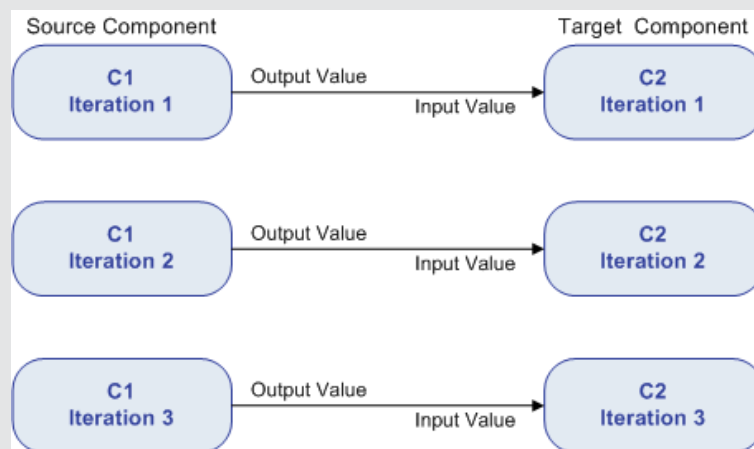 Source Component
Target Component
C1
Iteration 1
Output Value
Input Value
C2
Iteration 1
C1
Iteration 2
Output Value
Input Value
C2
Iteration 2
C1
Iteration 3
Output Value
Input Value
C2
Iteration 3